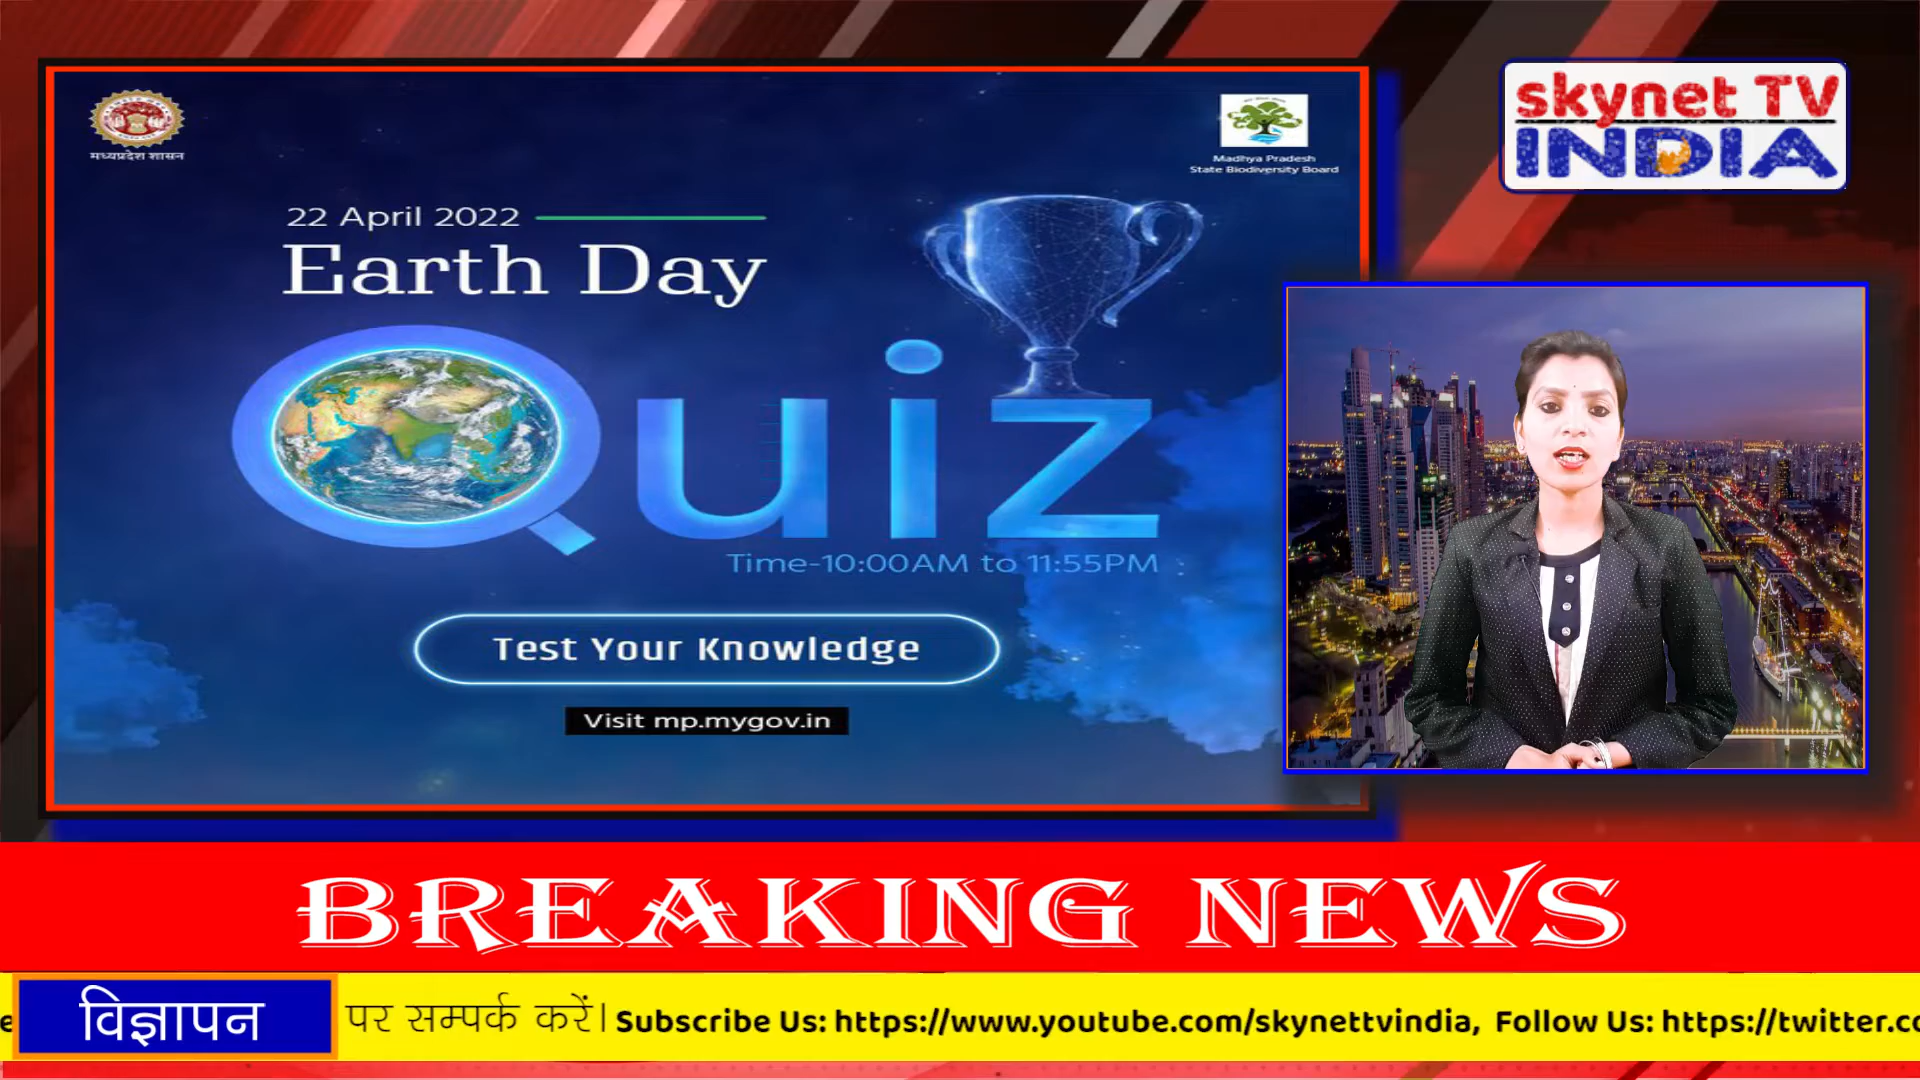 मध्यप्रदेश शासन
Madhya Pradesh
State Biodiversity Board
skynet TV
INDIA
22 April 2022
Earth Day
Quiz
Time-10:00AM to 11:55PM
Test Your Knowledge
Visit mp.mygov.in
BREAKING NEWS
विज्ञापन
पर सम्पर्क करें। Subscribe Us: https://www.youtube.com/skynettvindia, Follow Us: https://twitter.co